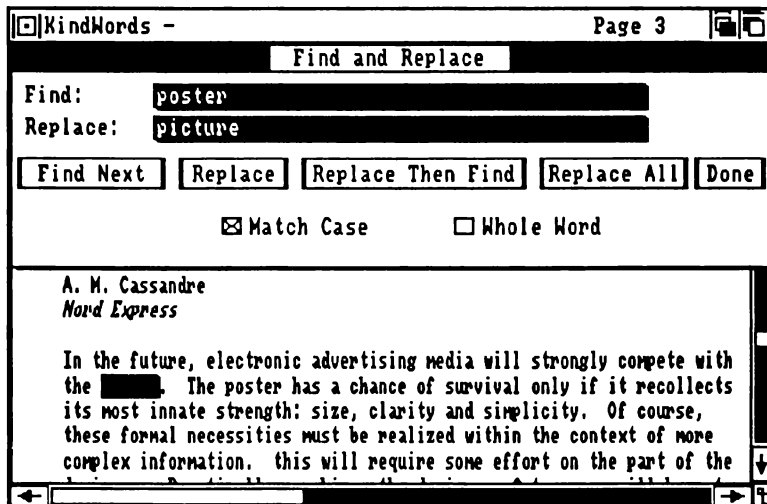 KindWords - Page 3
Find and Replace
Find: poster
Replace: picture
Find Next Replace Replace Then Find Replace All Done
Match Case Whole Word
A. M. Cassandre
Nord Express
In the future, electronic advertising media will strongly compete with
the . The poster has a chance of survival only if it recollects
its most innate strength: size, clarity and simplicity. Of course,
these formal necessities must be realized within the context of more
complex information. this will require some effort on the part of the